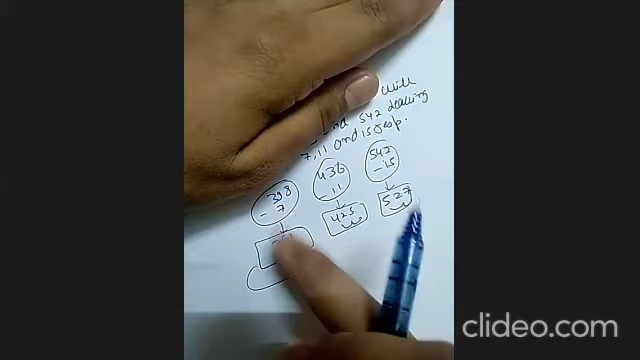 will
and 542 leaving
7, 11 and 15 resp.
398 436 542
- 7 - 11 - 15
425 527
clideo.com